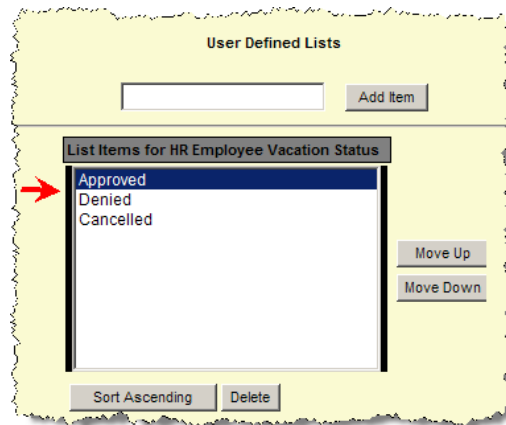 User Defined Lists
Add Item
List Items for HR Employee Vacation Status
Approved
Denied
Cancelled
Move Up
Move Down
Sort Ascending Delete